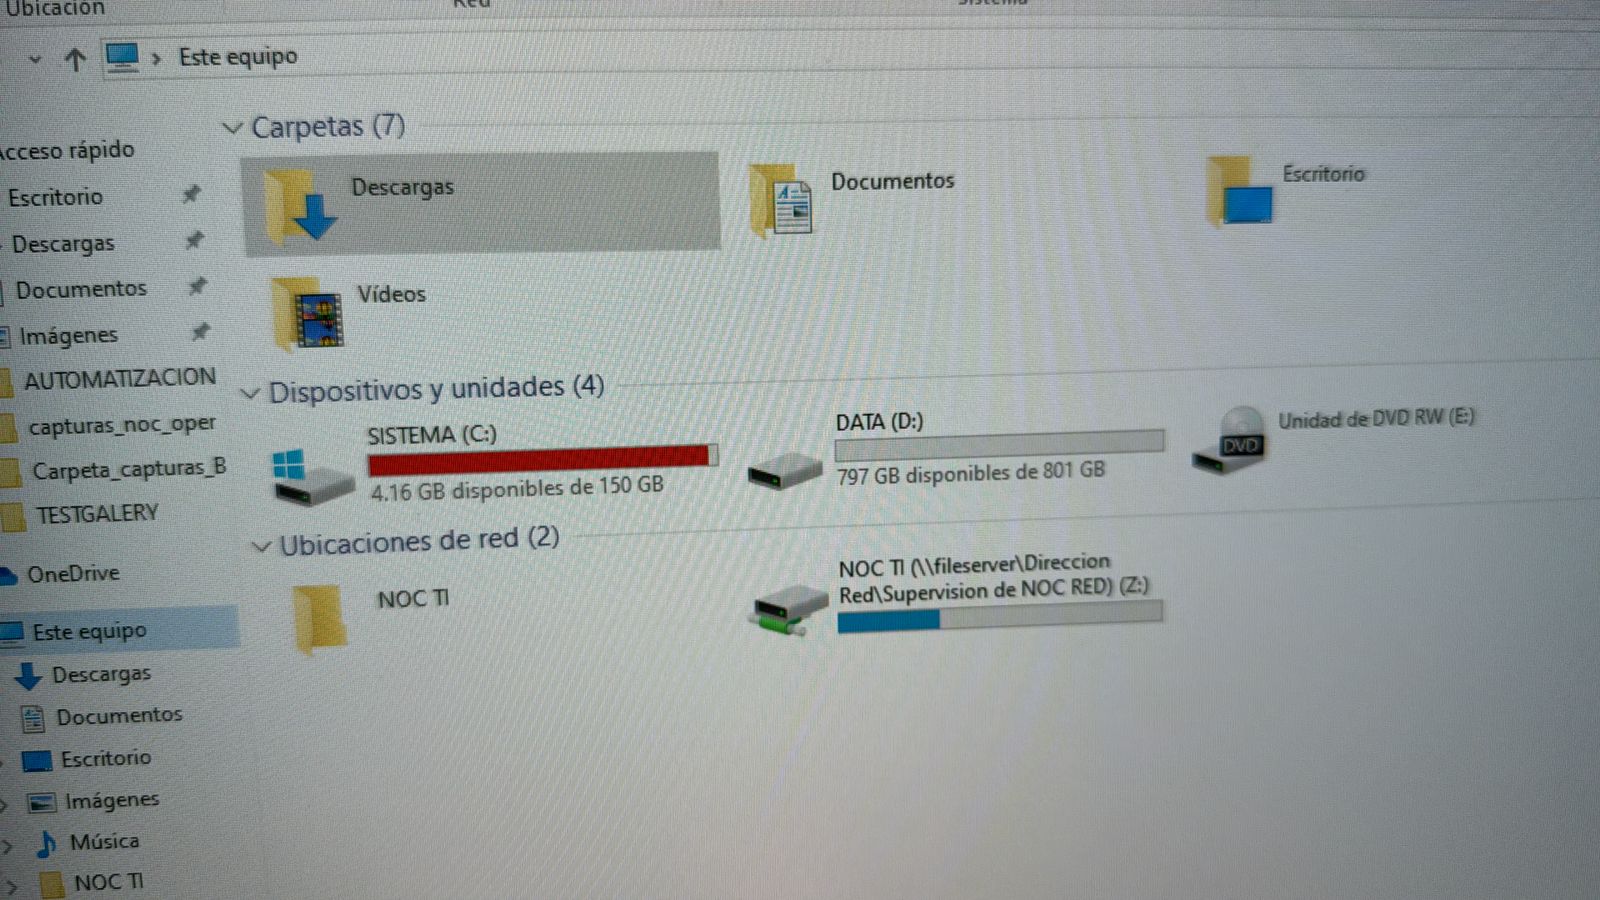 Ubicación
Red
Sistema
Este equipo
Carpetas (7)
Descargas
Documentos
Escritorio
Vídeos
Dispositivos y unidades (4)
SISTEMA (C:)
4.16 GB disponibles de 150 GB
DATA (D:)
797 GB disponibles de 801 GB
Unidad de DVD RW (E:)
DVD
Ubicaciones de red (2)
NOC TI
NOC TI (\\fileserver\Direccion
Red\Supervision de NOC RED) (Z:)
Acceso rápido
Escritorio
Descargas
Documentos
Imágenes
AUTOMATIZACION
capturas_noc_oper
Carpeta_capturas_B
TESTGALERY
OneDrive
Este equipo
Descargas
Documentos
Escritorio
Imágenes
Música
NOC TI